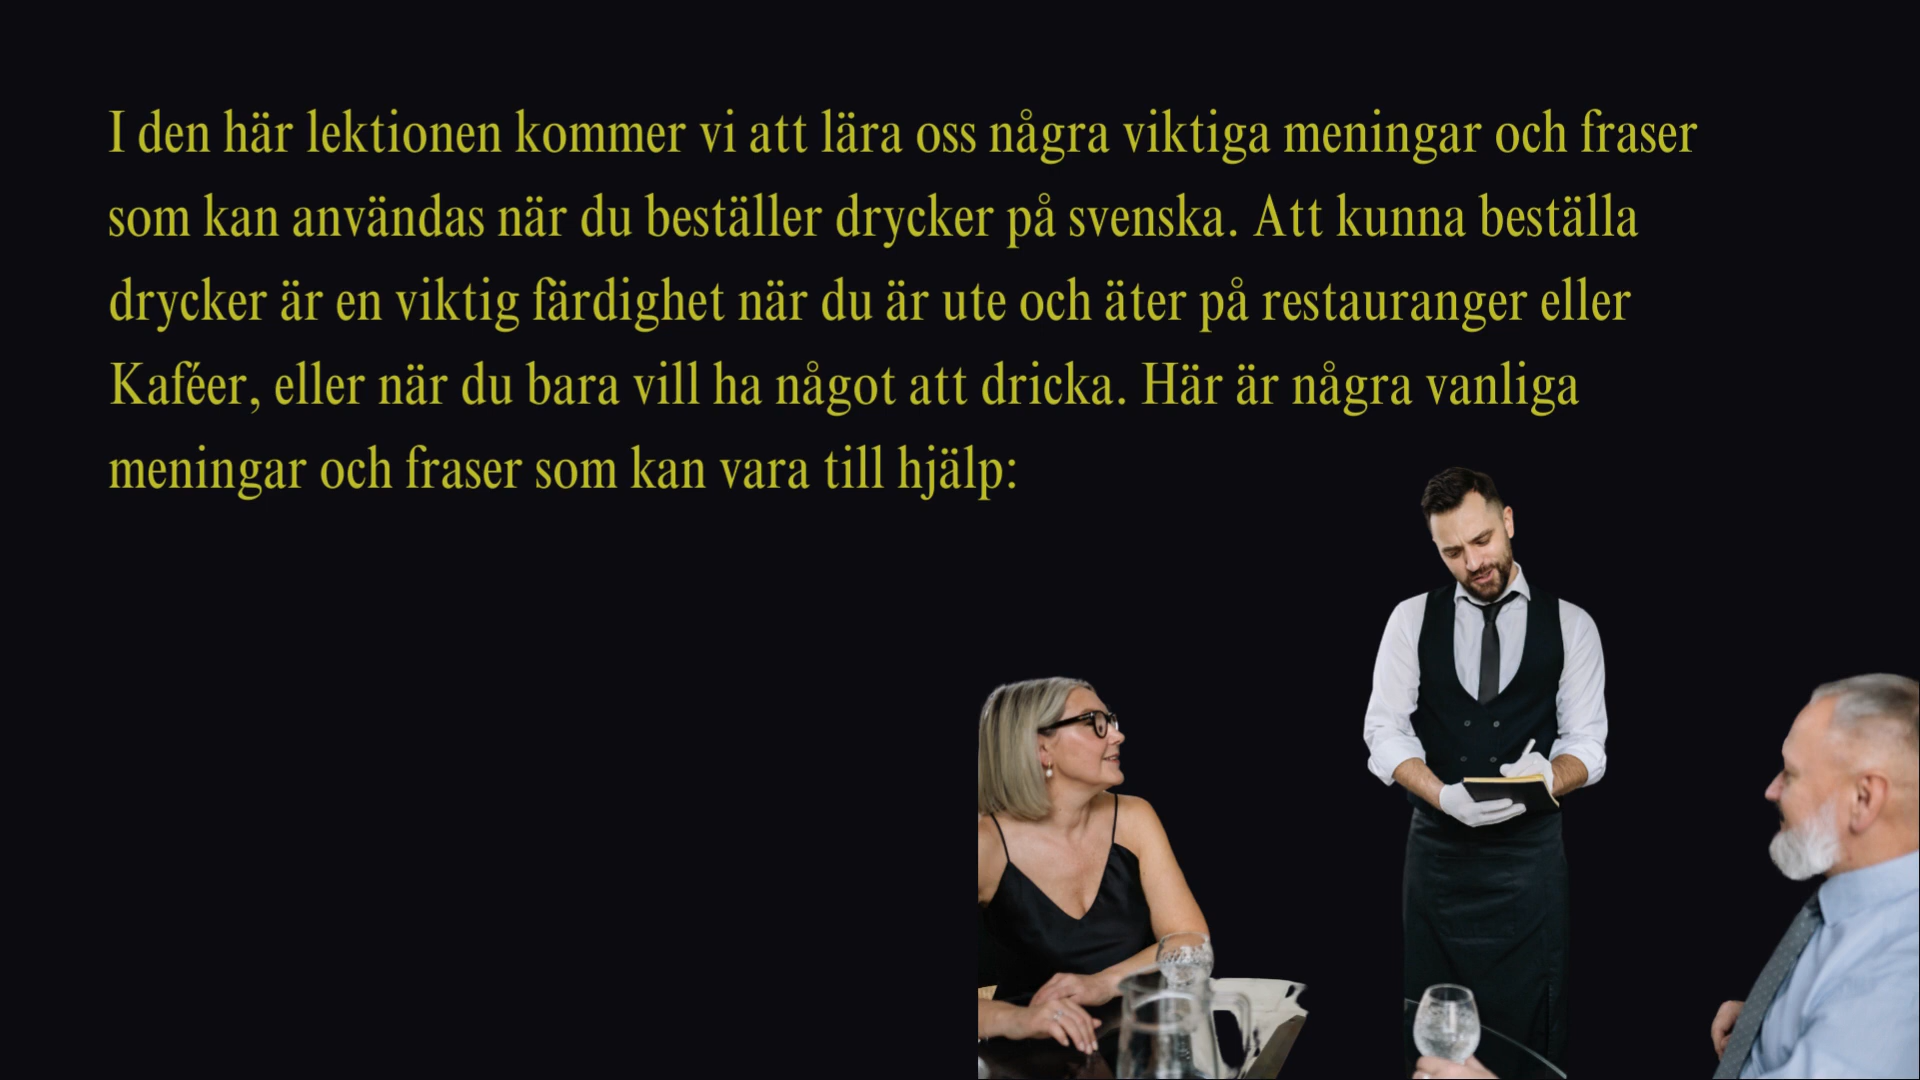 I den här lektionen kommer vi att lära oss några viktiga meningar och fraser
som kan användas när du beställer drycker på svenska. Att kunna beställa
drycker är en viktig färdighet när du är ute och äter på restauranger eller
Kaféer, eller när du bara vill ha något att dricka. Här är några vanliga
meningar och fraser som kan vara till hjälp: